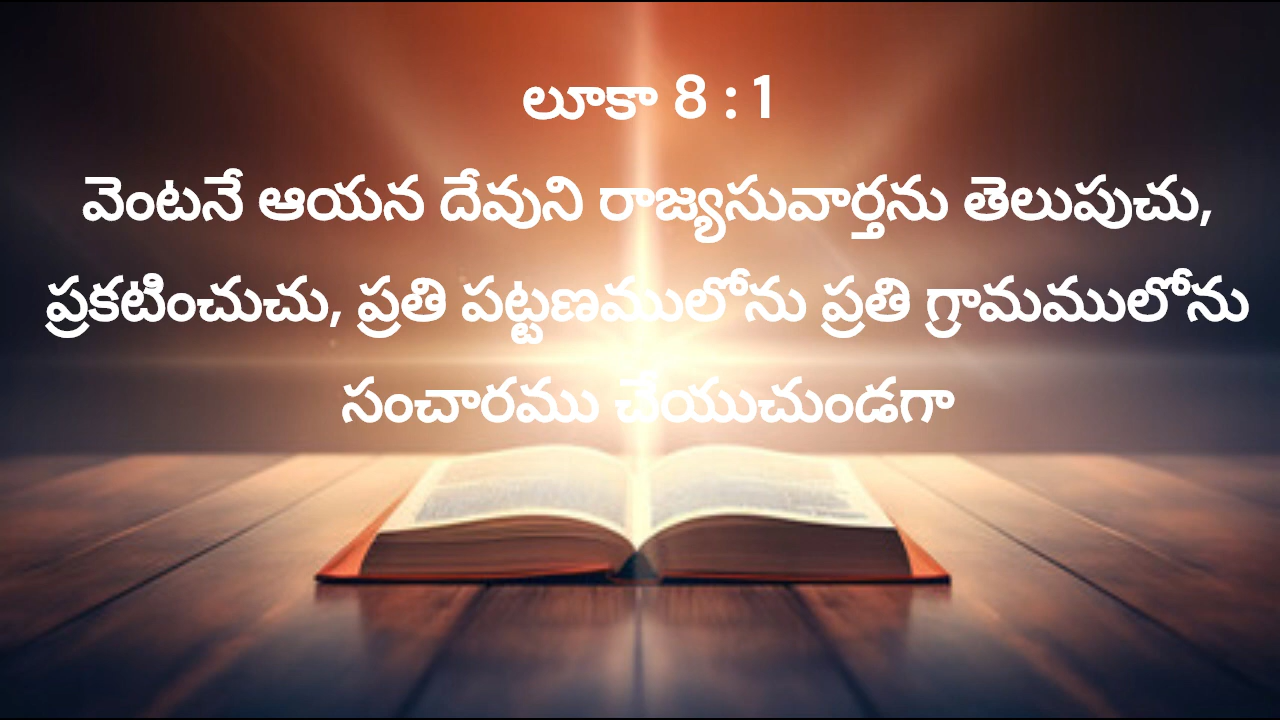 లూకా 8 : 1
వెంటనే ఆయన దేవుని రాజ్యసువార్తను తెలుపుచు,
ప్రకటించుచు, ప్రతి పట్టణములోను ప్రతి గ్రామములోను
సంచారము చేయుచుండగా